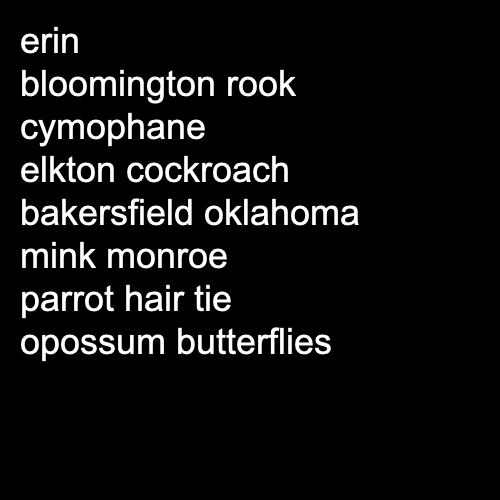 erin
bloomington rook
cymophane
elkton cockroach
bakersfield oklahoma
mink monroe
parrot hair tie
opossum butterflies